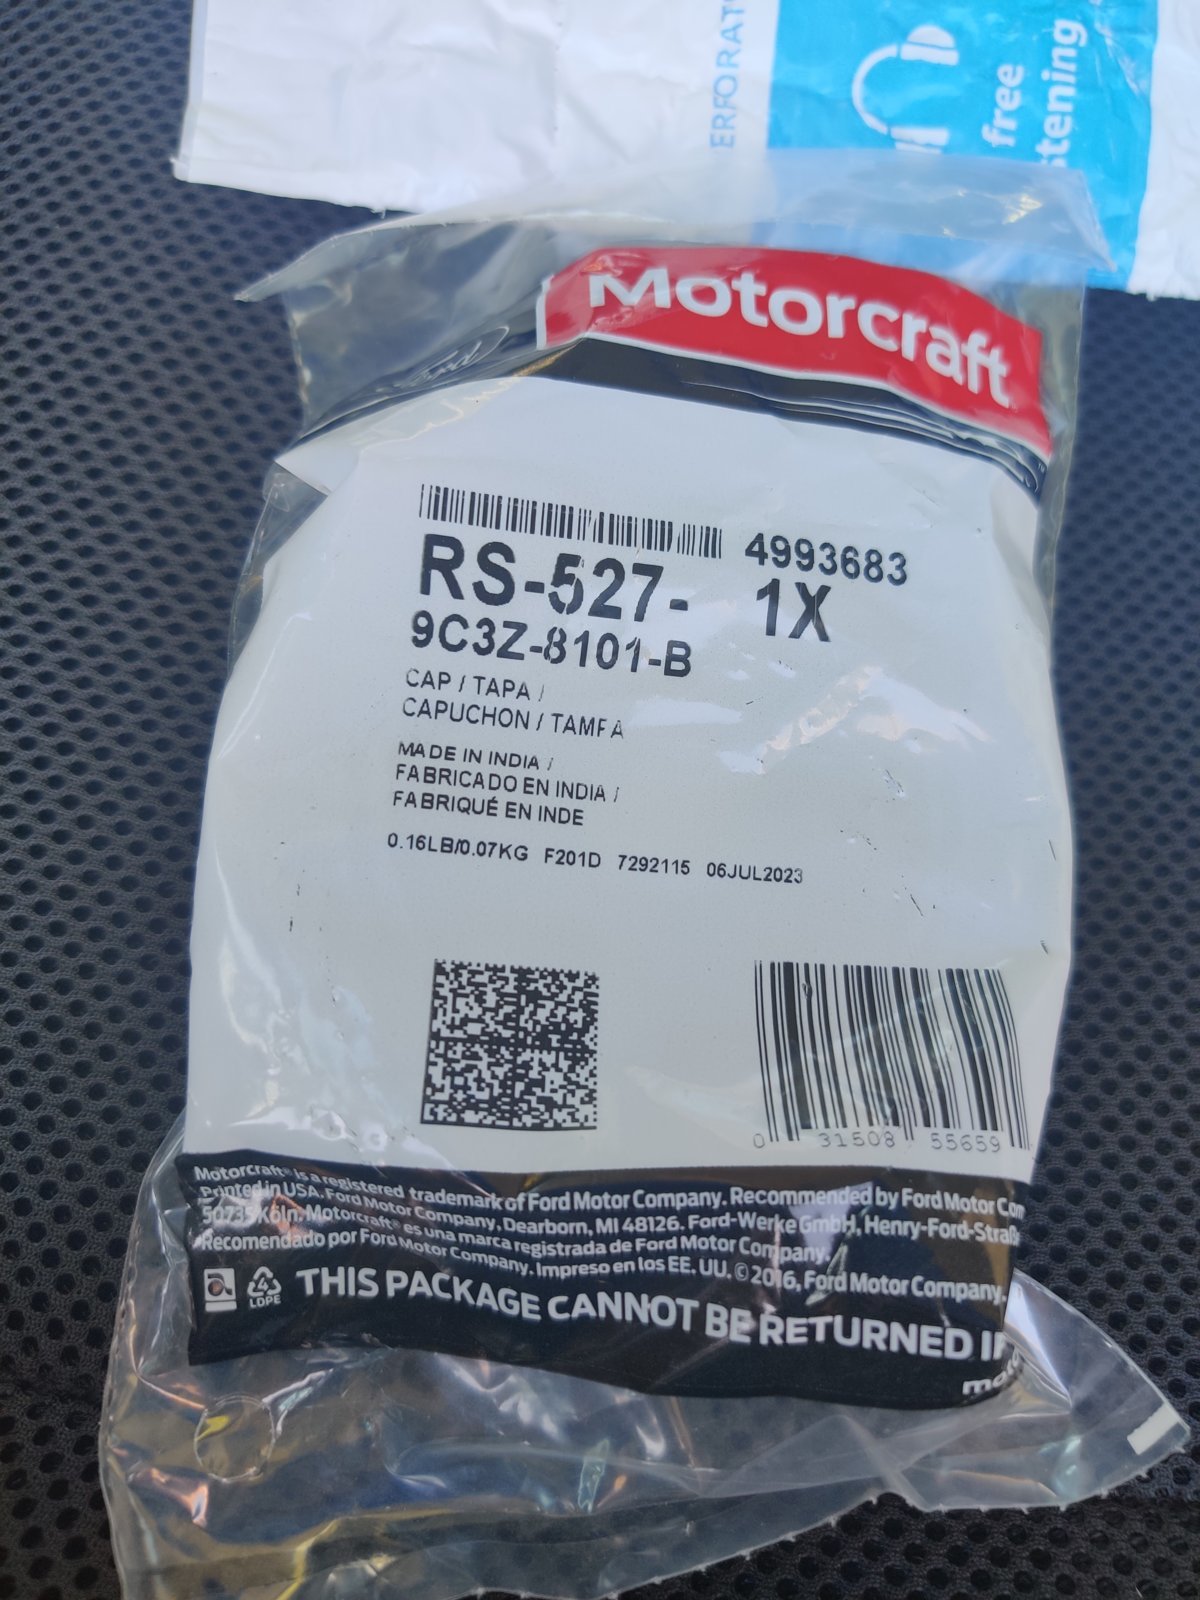 free
Motorcraft
Ford
4993683
RS-527- 1X
9C3Z-8101-B
CAP / TAPA /
CAPUCHON / TAMPA
MADE IN INDIA /
FABRICADO EN INDIA /
FABRIQUÉ EN INDE
0.16LB/0.07KG F201D 7292115 06JUL2023
0 31508 55659
Motorcraft® is a registered trademark of Ford Motor Company. Recommended by Ford Motor
Printed in USA. Ford Motor Company, Dearborn, MI 48126. Ford-Werke GmbH, Henry-Ford-Straße
50735 Köln. Motorcraft® es una marca registrada de Ford Motor Company.
Recomendado por Ford Motor Company. Impreso en los EE. UU. © 2016, Ford Motor Company.
LDPE
THIS PACKAGE CANNOT BE RETURNED IF